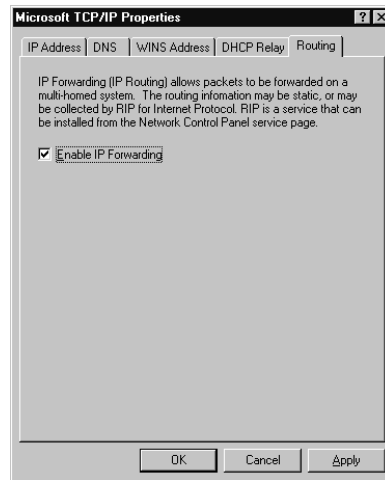 Microsoft TCP/IP Properties
IP Address DNS WINS Address DHCP Relay Routing
IP Forwarding (IP Routing) allows packets to be forwarded on a
multi-homed system. The routing infomation may be static, or may
be collected by RIP for Internet Protocol. RIP is a service that can
be installed from the Network Control Panel service page.
Enable IP Forwarding
OK Cancel Apply